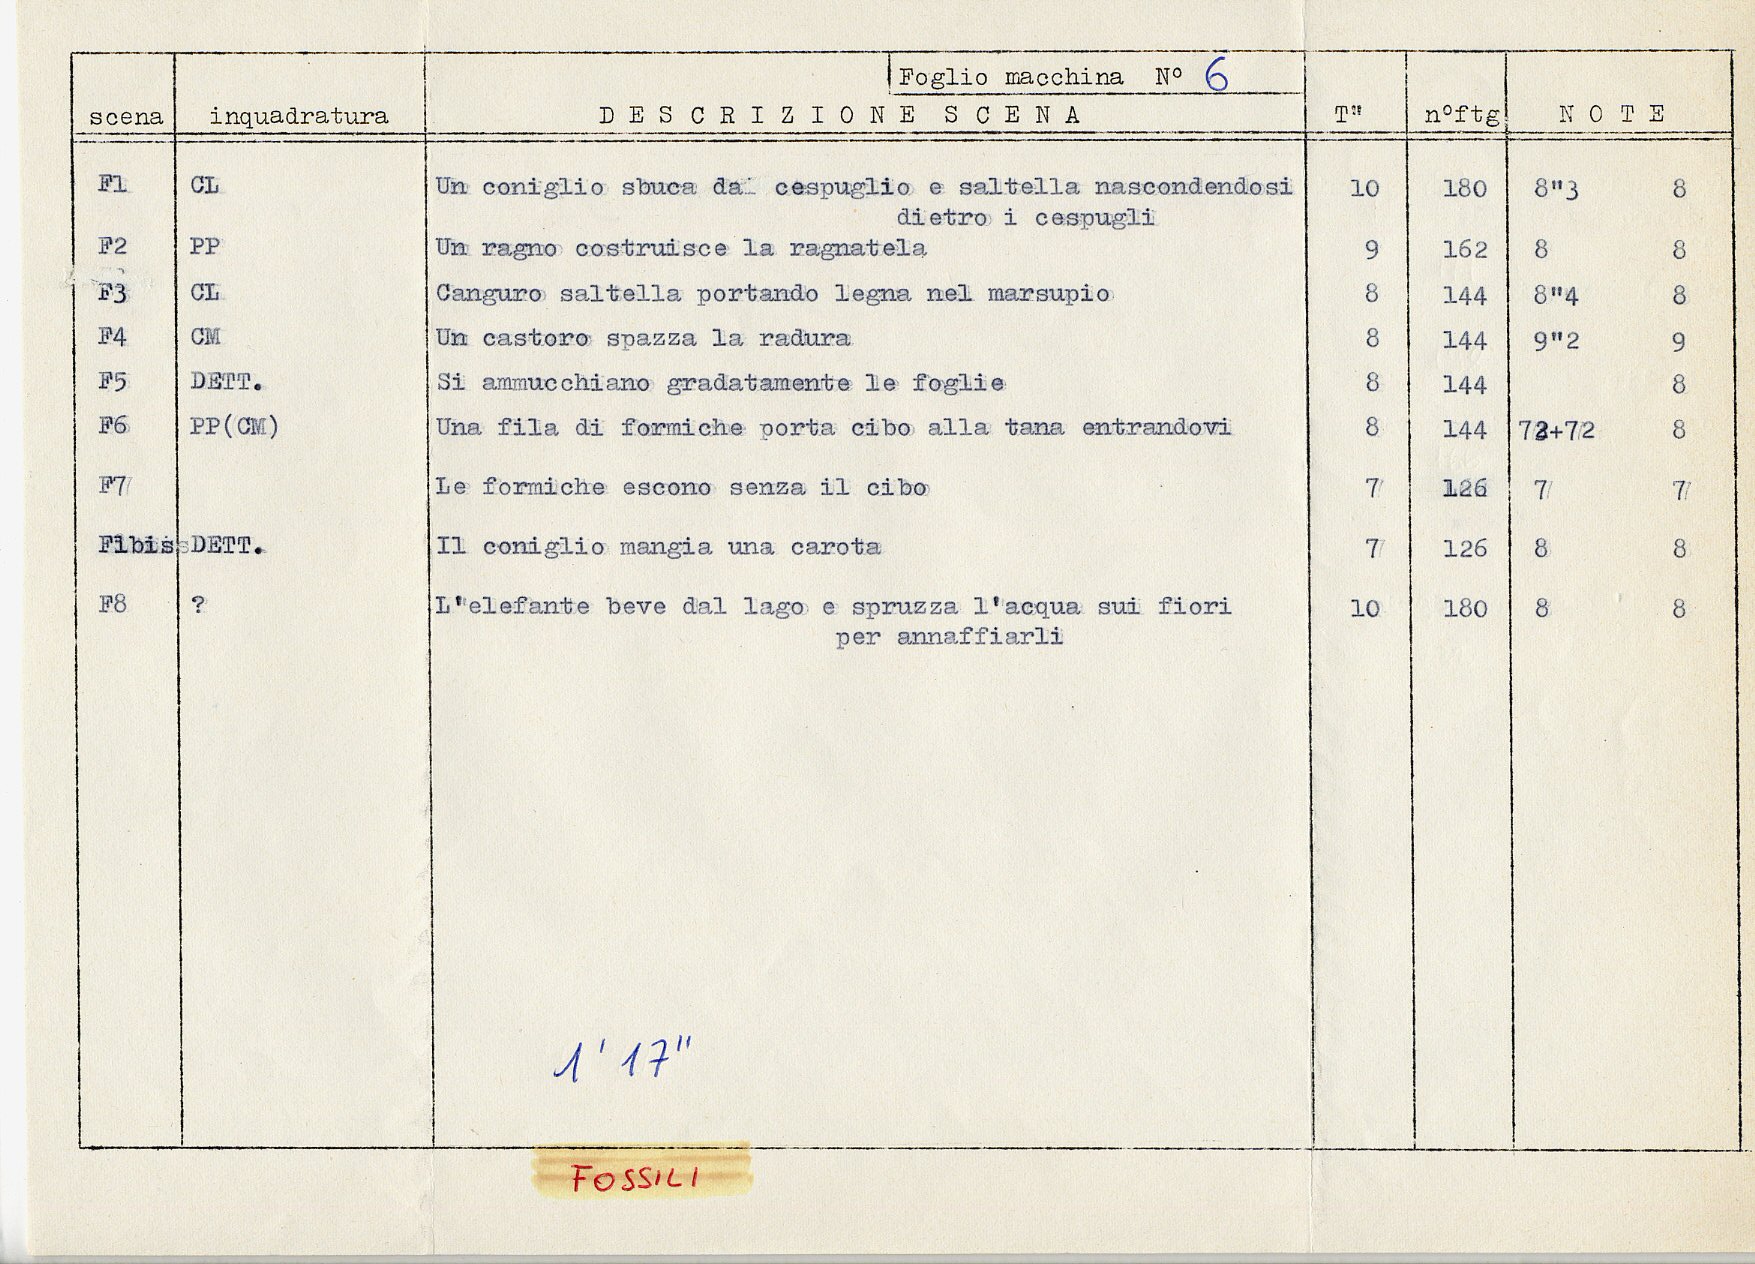 Foglio macchina Nº 6
scena inquadratura D E S C R I Z I O N E S C E N A T" nºftg N O T E
F1 CL Un coniglio sbuca dai cespuglio e saltella nascondendosi 10 180 8"3 8
dietro i cespugli
F2 PP Un ragno costruisce la ragnatela 9 162 8 8
F3 CL Canguro saltella portando legna nel marsupio 8 144 8"4 8
F4 CM Un castoro spazza la radura 8 144 9"2 9
F5 DETT. Si ammucchiano gradatamente le foglie 8 144 8
F6 PP(CM) Una fila di formiche porta cibo alla tana entrandovi 8 144 72+72 8
F7 Le formiche escono senza il cibo 7 126 7 7
F1bis DETT. Il coniglio mangia una carota 7 126 8 8
F8 ? L'elefante beve dal lago e spruzza l'acqua sui fiori 10 180 8 8
per annaffiarli
1' 17"
FOSSILI